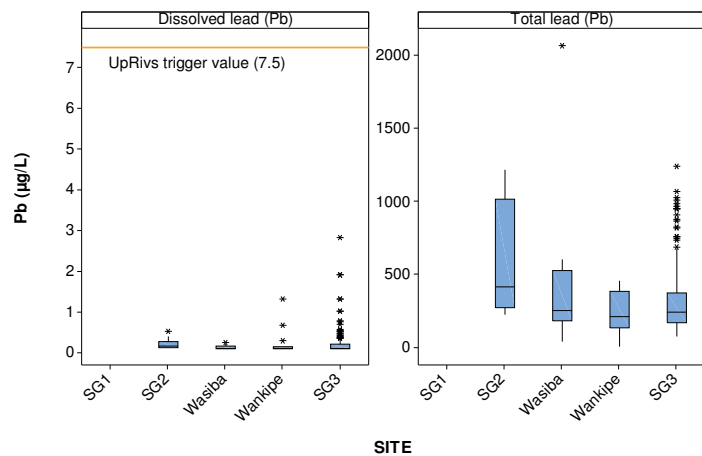 Dissolved lead (Pb)
Total lead (Pb)
UpRivs trigger value (7.5)
Pb (µg/L)
7
6
5
4
3
2
1
0
2000
1500
1000
500
0
SG1
SG2
Wasiba
Wankipe
SG3
SG1
SG2
Wasiba
Wankipe
SG3
SITE